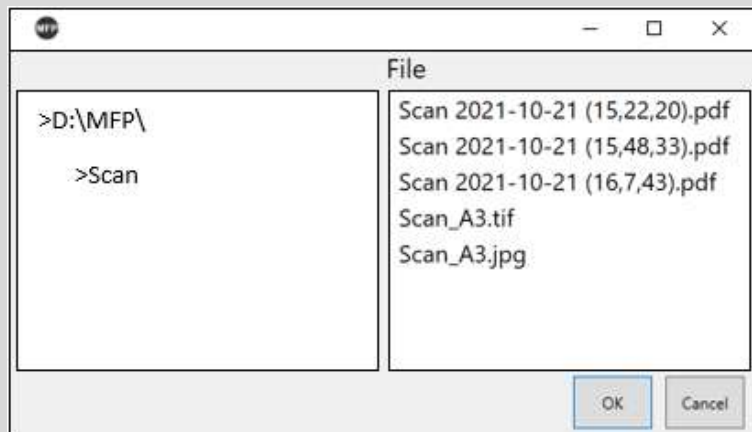 MFP
File
>D:\MFP\
>Scan
Scan 2021-10-21 (15,22,20).pdf
Scan 2021-10-21 (15,48,33).pdf
Scan 2021-10-21 (16,7,43).pdf
Scan_A3.tif
Scan_A3.jpg
OK
Cancel